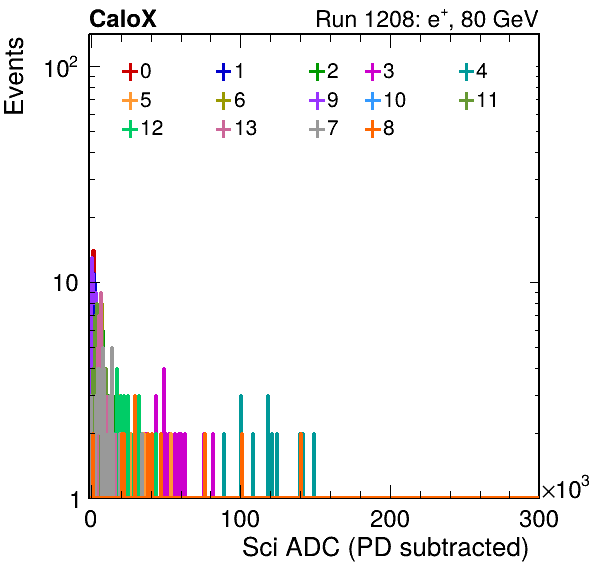 CaloX Run 1208: e⁺, 80 GeV
Events
10²
10
1
0 1 2 3 4
5 6 9 10 11
12 13 7 8
0 100 200 300
×10³
Sci ADC (PD subtracted)